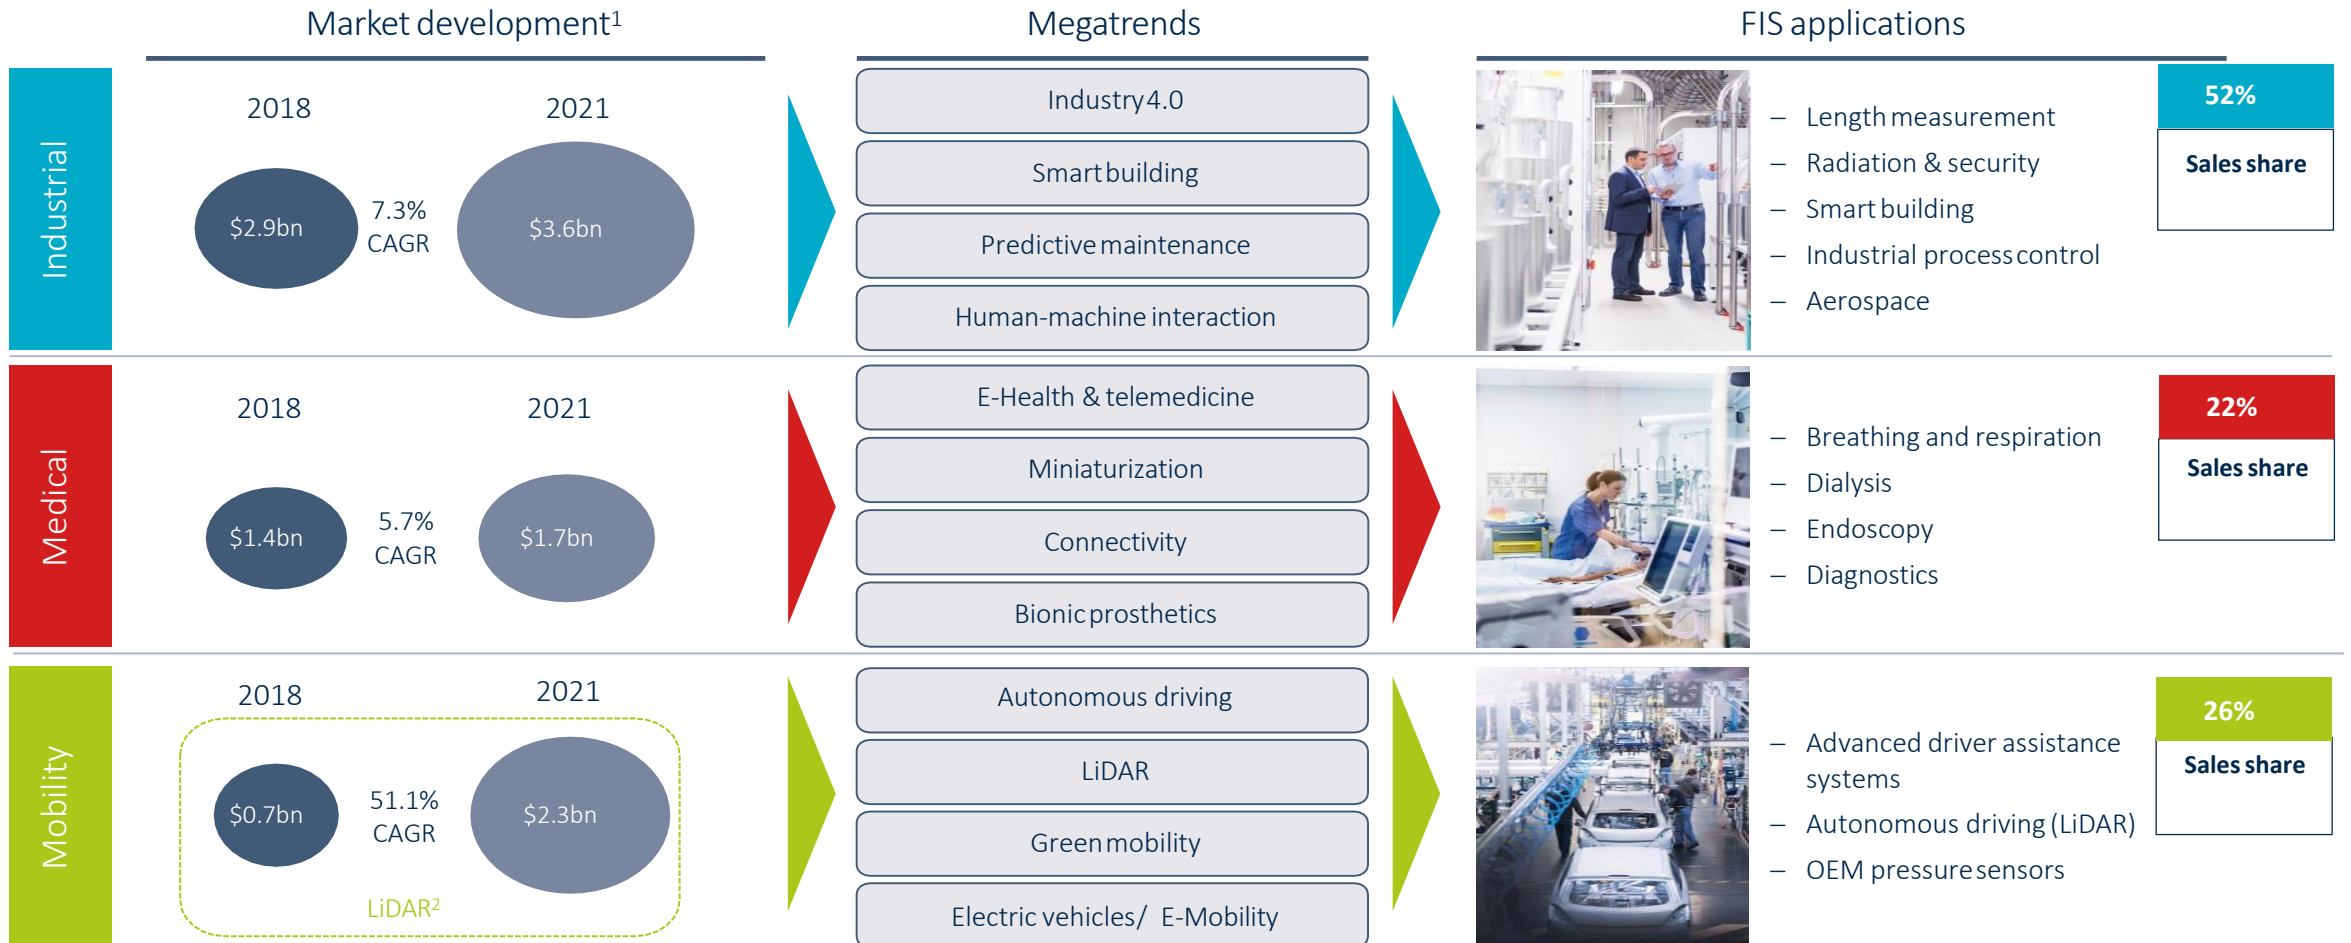 Market development¹
Megatrends
FIS applications
Industrial
2018
2021
$2.9bn
7.3%
CAGR
$3.6bn
Industry 4.0
Smart building
Predictive maintenance
Human-machine interaction
– Length measurement
– Radiation & security
– Smart building
– Industrial process control
– Aerospace
52%
Sales share
Medical
2018
2021
$1.4bn
5.7%
CAGR
$1.7bn
E-Health & telemedicine
Miniaturization
Connectivity
Bionic prosthetics
– Breathing and respiration
– Dialysis
– Endoscopy
– Diagnostics
22%
Sales share
Mobility
2018
2021
$0.7bn
51.1%
CAGR
$2.3bn
LiDAR²
Autonomous driving
LiDAR
Green mobility
Electric vehicles/ E-Mobility
– Advanced driver assistance
systems
– Autonomous driving (LiDAR)
– OEM pressure sensors
26%
Sales share